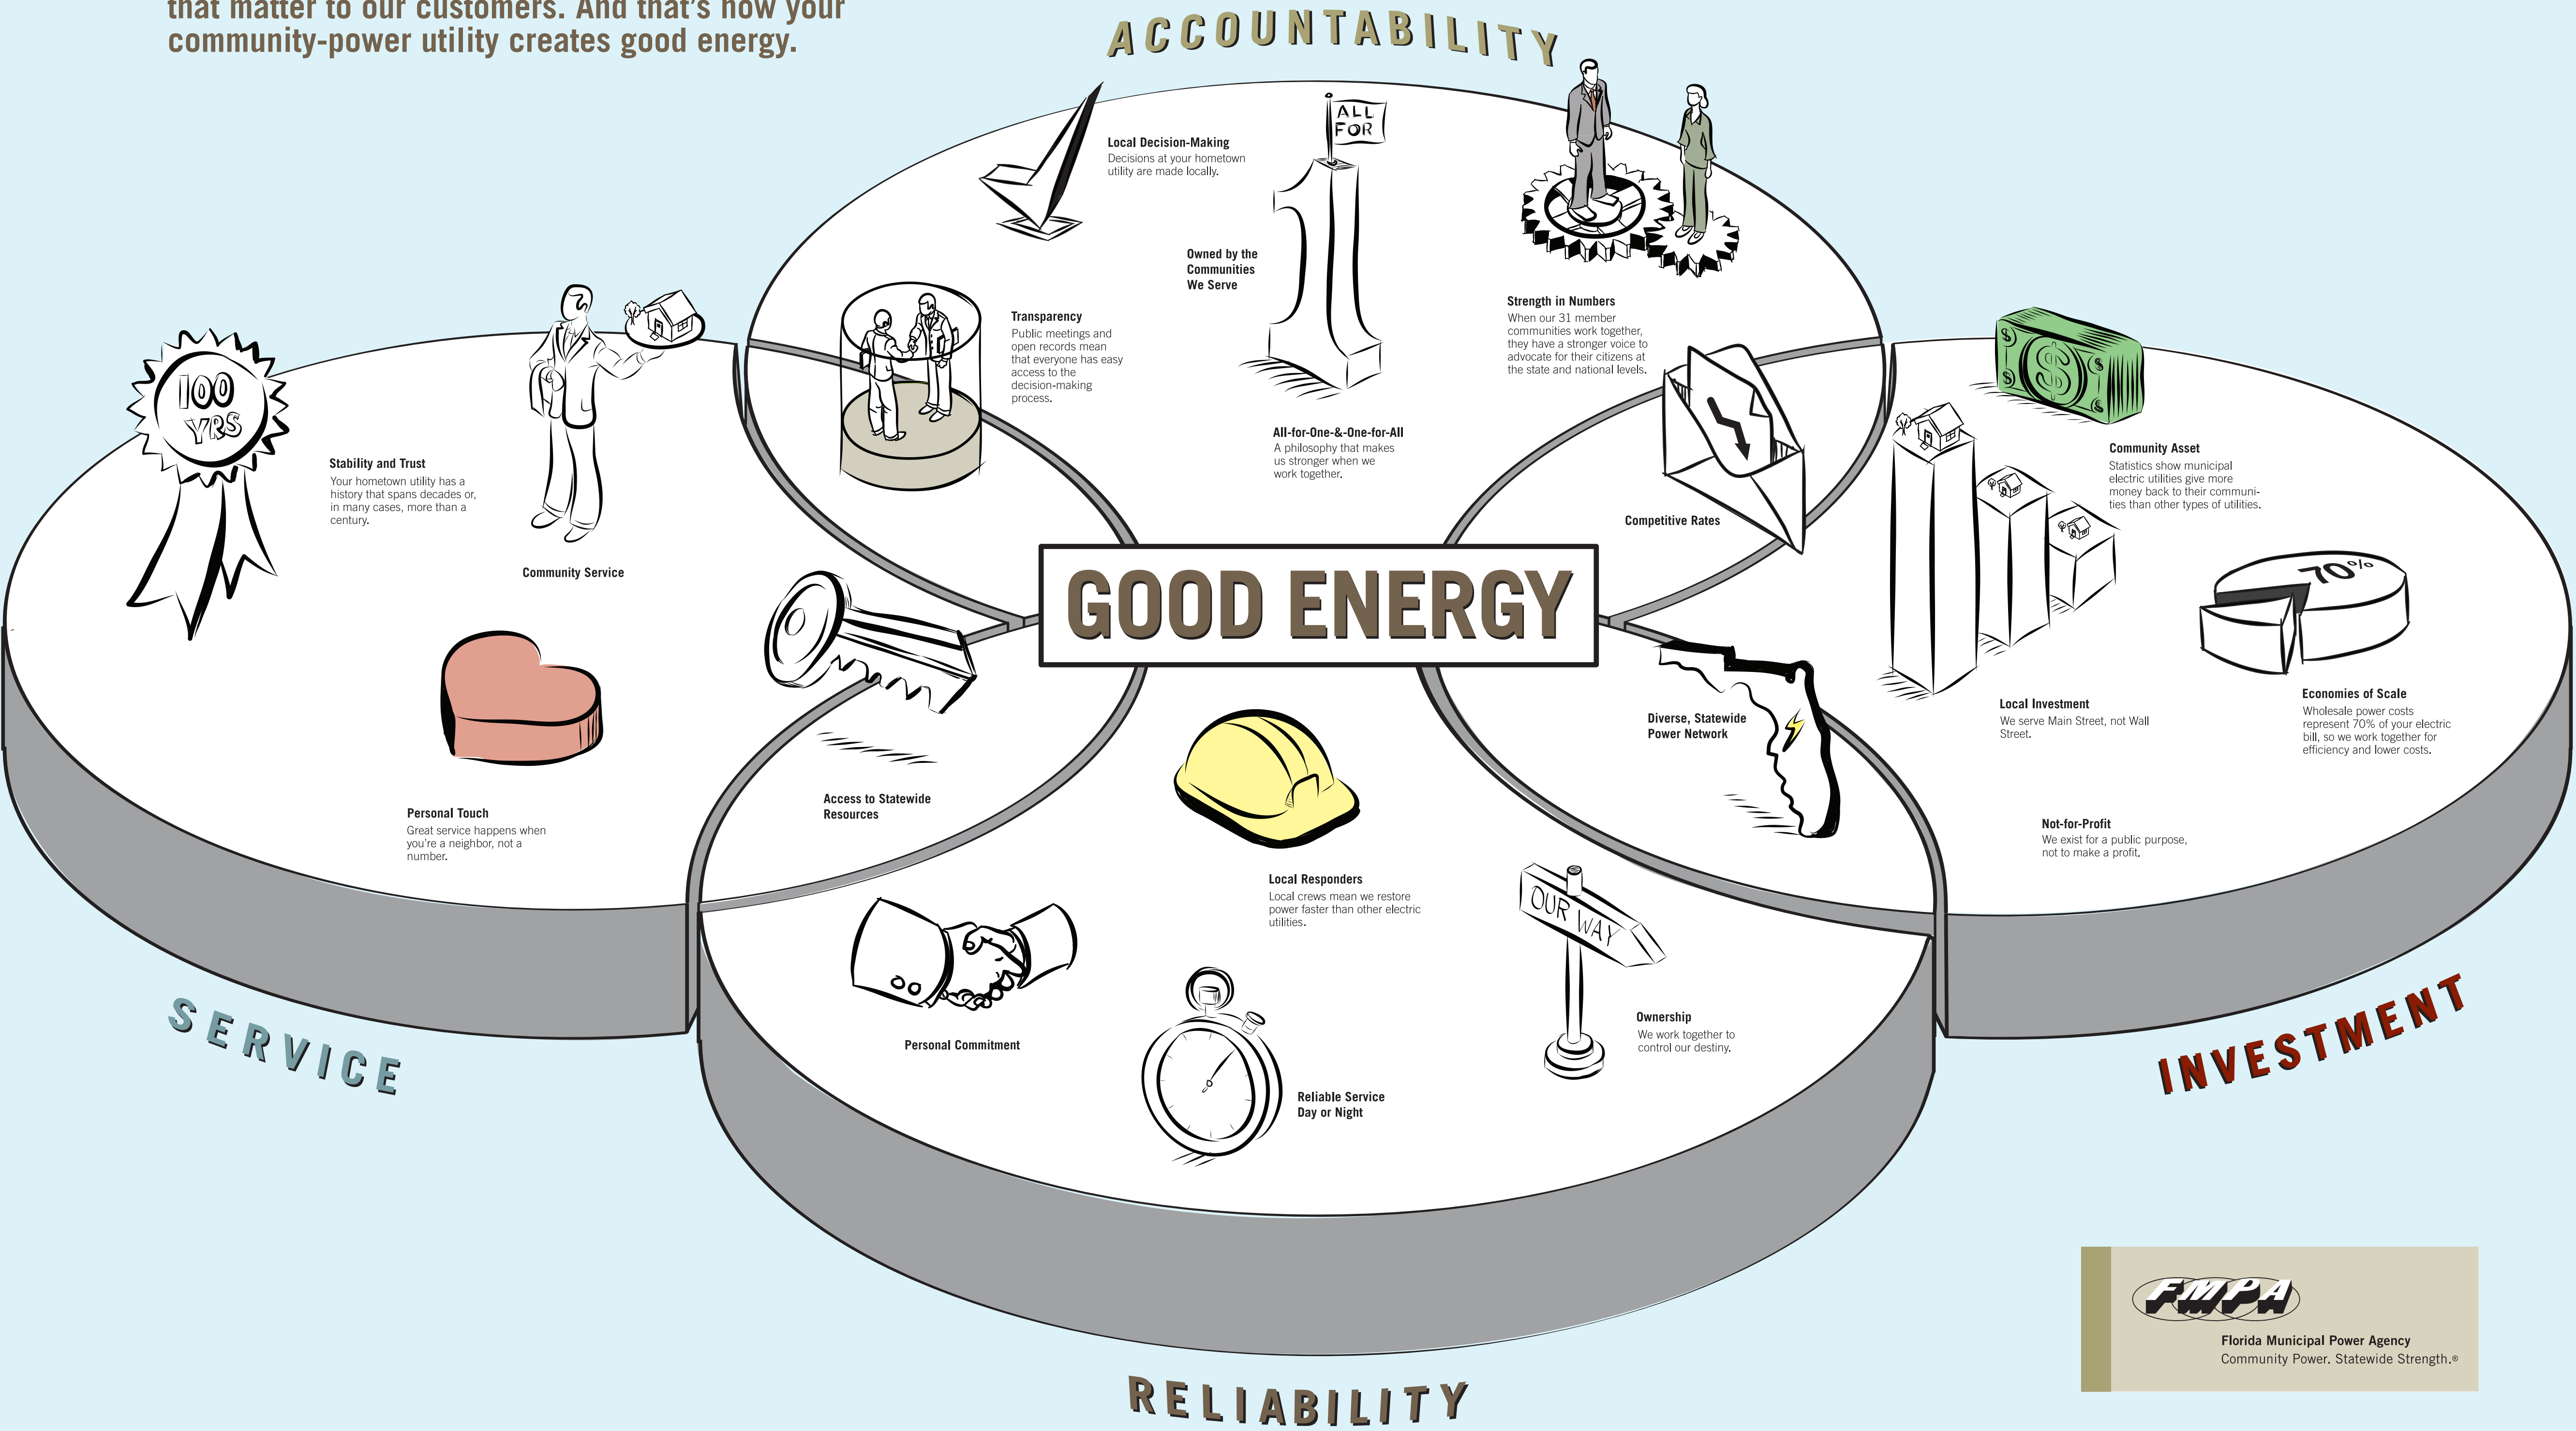 that matter to our customers. And that's how your
community-power utility creates good energy.
ACCOUNTABILITY
ALL
FOR
Local Decision-Making
Decisions at your hometown
utility are made locally.
Owned by the
Communities
We Serve
Transparency
Public meetings and
open records mean
that everyone has easy
access to the
decision-making
process.
Strength in Numbers
When our 31 member
communities work together,
they have a stronger voice to
advocate for their citizens at
the state and national levels.
All-for-One-&-One-for-All
A philosophy that makes
us stronger when we
work together.
100
YRS
Stability and Trust
Your hometown utility has a
history that spans decades or,
in many cases, more than a
century.
Community Service
Personal Touch
Great service happens when
you're a neighbor, not a
number.
SERVICE
Access to Statewide
Resources
GOOD ENERGY
Competitive Rates
$
$
$
$
$
Community Asset
Statistics show municipal
electric utilities give more
money back to their communi-
ties than other types of utilities.
70%
Economies of Scale
Wholesale power costs
represent 70% of your electric
bill, so we work together for
efficiency and lower costs.
Local Investment
We serve Main Street, not Wall
Street.
Not-for-Profit
We exist for a public purpose,
not to make a profit.
INVESTMENT
Diverse, Statewide
Power Network
Local Responders
Local crews mean we restore
power faster than other electric
utilities.
OUR WAY
Ownership
We work together to
control our destiny.
Personal Commitment
Reliable Service
Day or Night
RELIABILITY
FMPA
Florida Municipal Power Agency
Community Power. Statewide Strength.®